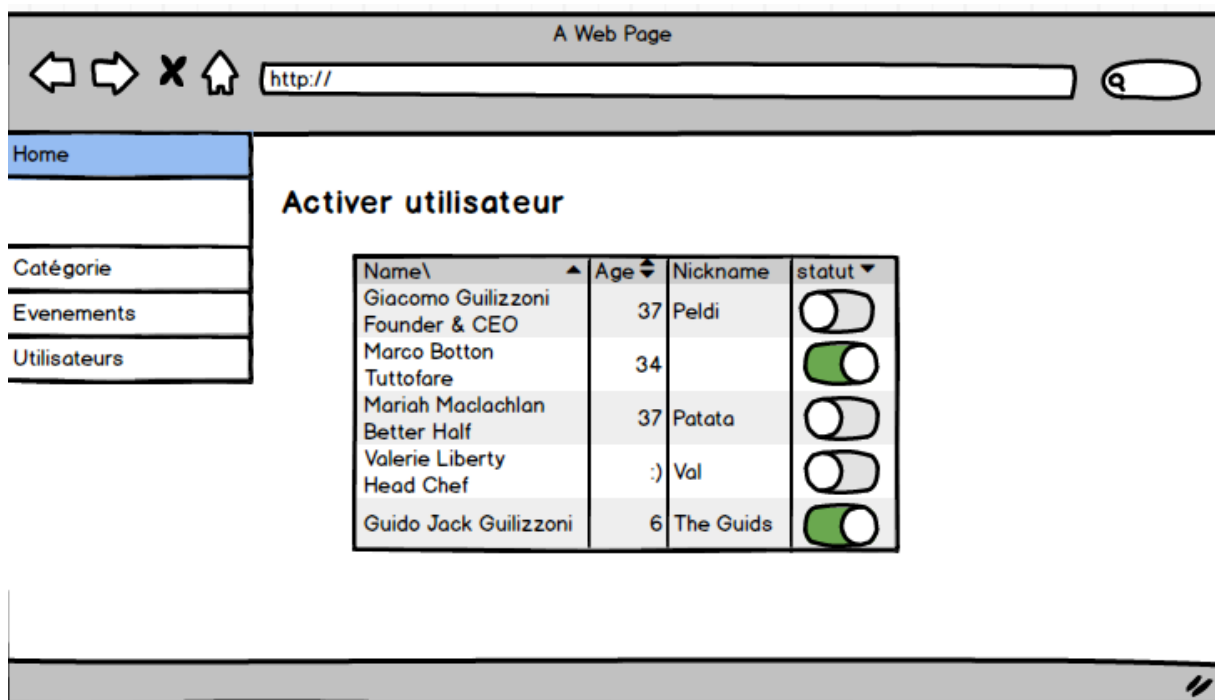 A Web Page
http://
Home
Catégorie
Evenements
Utilisateurs
Activer utilisateur
Name\ Age Nickname statut
Giacomo Guilizzoni
Founder & CEO
37 Peldi
Marco Botton
Tuttofare
34
Mariah Maclachlan
Better Half
37 Patata
Valerie Liberty
Head Chef
:) Val
Guido Jack Guilizzoni 6 The Guids